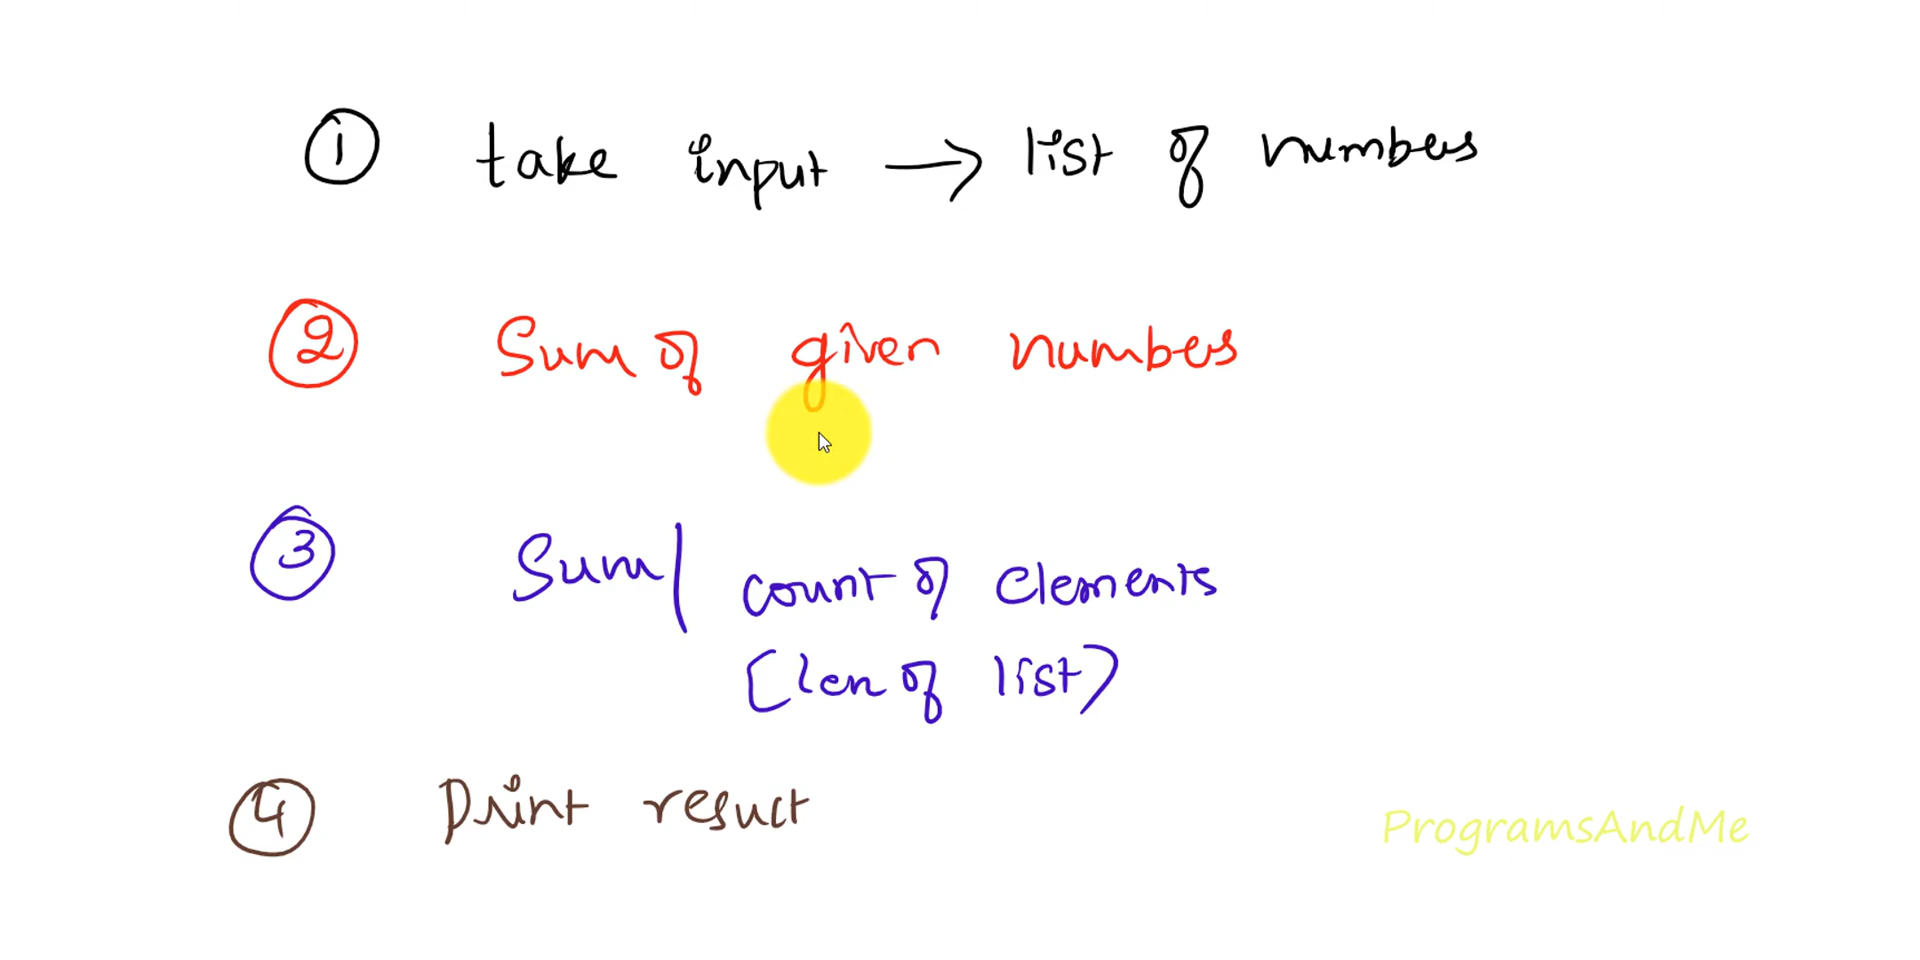 ① take input → list of numbers
② Sum of given numbers
③ Sum/ count of elements
(len of list)
④ Print result
ProgramsAndMe